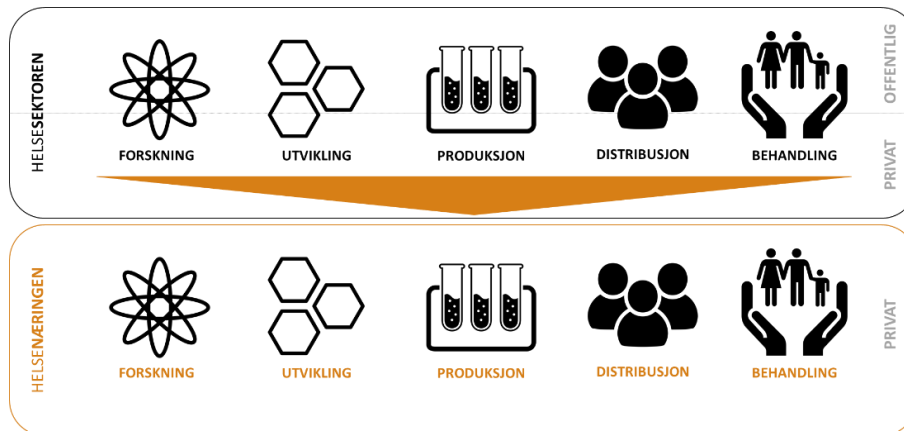 HELSESEKTOREN
OFFENTLIG
PRIVAT
FORSKNING
UTVIKLING
PRODUKSJON
DISTRIBUSJON
BEHANDLING
HELSENÆRINGEN
PRIVAT
FORSKNING
UTVIKLING
PRODUKSJON
DISTRIBUSJON
BEHANDLING